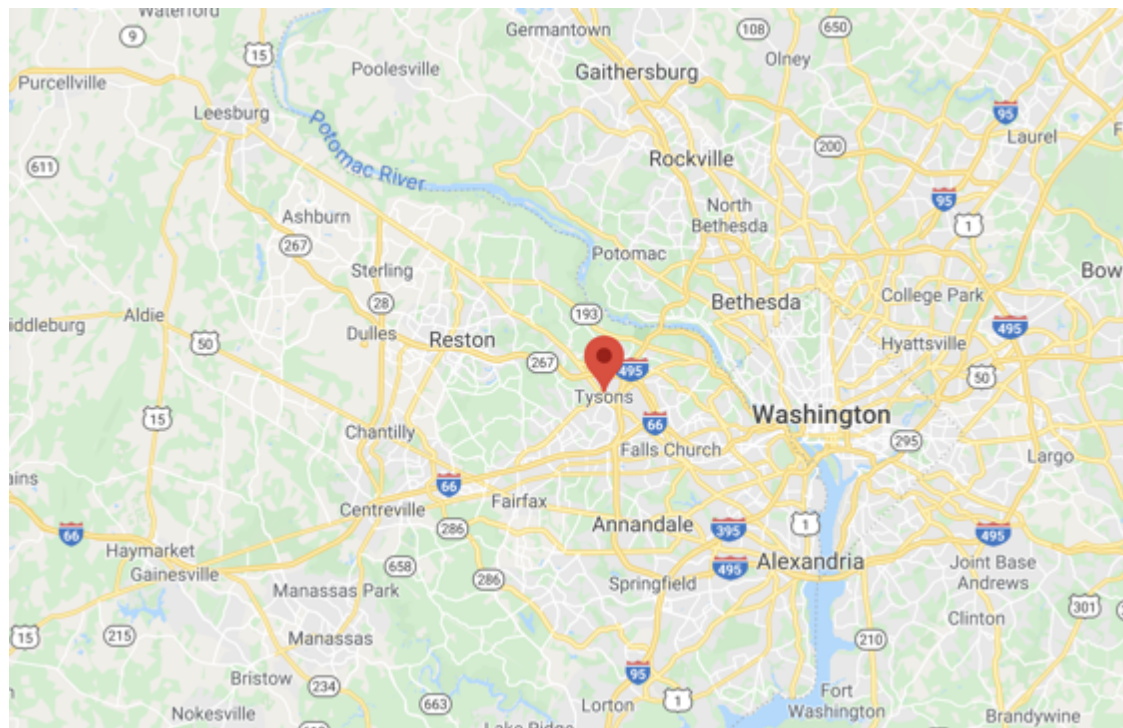 Waterford
9
15
Purcellville
Poolesville
Leesburg
Germantown
108
650
Olney
Gaithersburg
95
Laurel
F
Potomac River
200
Rockville
611
95
North
Bethesda
1
Ashburn
267
Potomac
Sterling
28
Bow
Bethesda
College Park
193
iddleburg
Aldie
50
Dulles
Reston
267
495
495
Hyattsville
50
Tysons
15
66
Washington
Chantilly
Falls Church
295
Largo
ains
66
Centreville
Fairfax
66
286
Annandale
395
1
495
Haymarket
Gainesville
658
286
Springfield
495
Alexandria
Joint Base
Andrews
Manassas Park
301
15
215
Manassas
210
Clinton
Bristow
234
95
663
Lorton
1
Fort
Washington
Nokesville
Lake Ridge
Brandywine